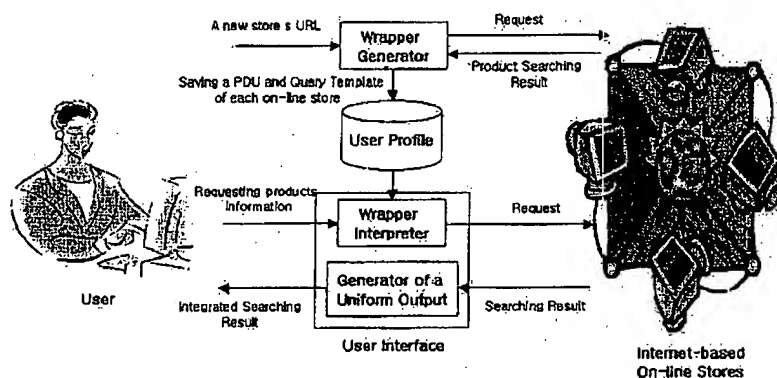 A new store s URL
Request
Wrapper
Generator
Product Searching
Result
Saving a PDU and Query Template
of each on-line store
User Profile
Requesting products
Information
Wrapper
Interpreter
Request
Generator of a
Uniform Output
User
Integrated Searching
Result
Searching Result
User Interface
Internet-based
On-line Stores